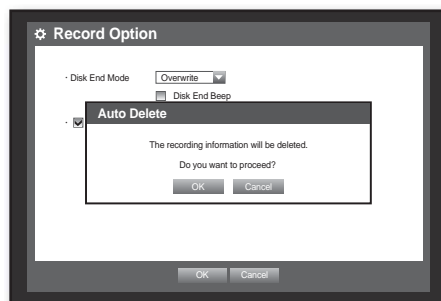 Record Option
· Disk End Mode Overwrite
Disk End Beep
·
Auto Delete
The recording information will be deleted.
Do you want to proceed?
OK Cancel
OK Cancel